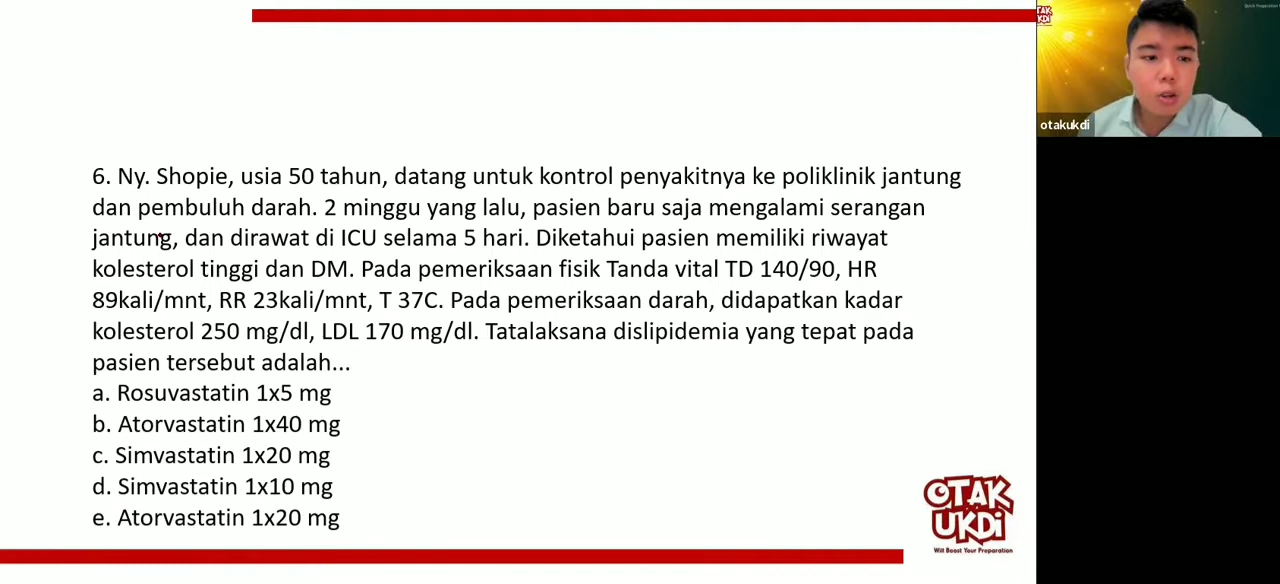 6. Ny. Shopie, usia 50 tahun, datang untuk kontrol penyakitnya ke poliklinik jantung
dan pembuluh darah. 2 minggu yang lalu, pasien baru saja mengalami serangan
jantung, dan dirawat di ICU selama 5 hari. Diketahui pasien memiliki riwayat
kolesterol tinggi dan DM. Pada pemeriksaan fisik Tanda vital TD 140/90, HR
89kali/mnt, RR 23kali/mnt, T 37C. Pada pemeriksaan darah, didapatkan kadar
kolesterol 250 mg/dl, LDL 170 mg/dl. Tatalaksana dislipidemia yang tepat pada
pasien tersebut adalah...
a. Rosuvastatin 1x5 mg
b. Atorvastatin 1x40 mg
c. Simvastatin 1x20 mg
d. Simvastatin 1x10 mg
e. Atorvastatin 1x20 mg
OTAK
UKDi
Will Boost Your Preparation
TAK
KDi
otakukdi